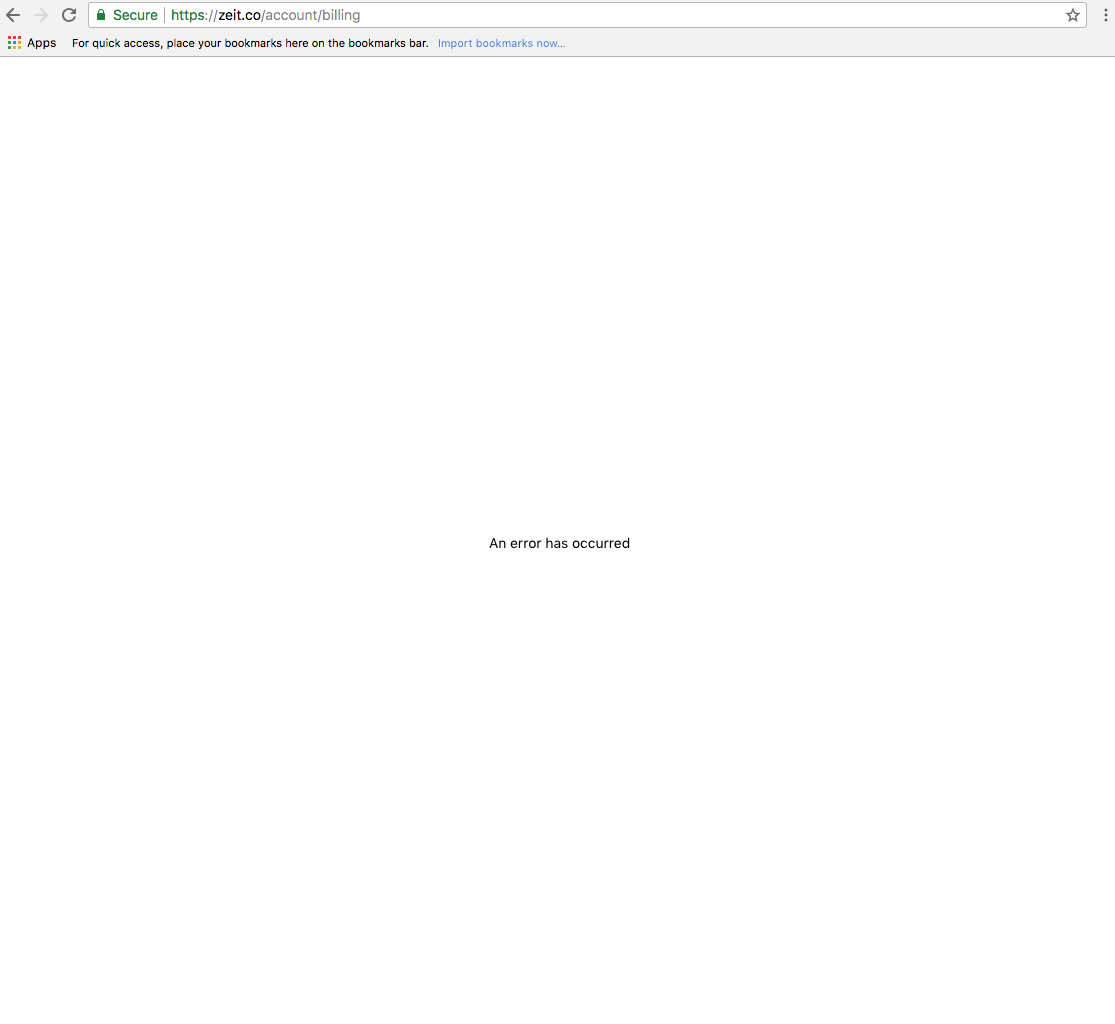 Secure https://zeit.co/account/billing
Apps For quick access, place your bookmarks here on the bookmarks bar. Import bookmarks now...
An error has occurred